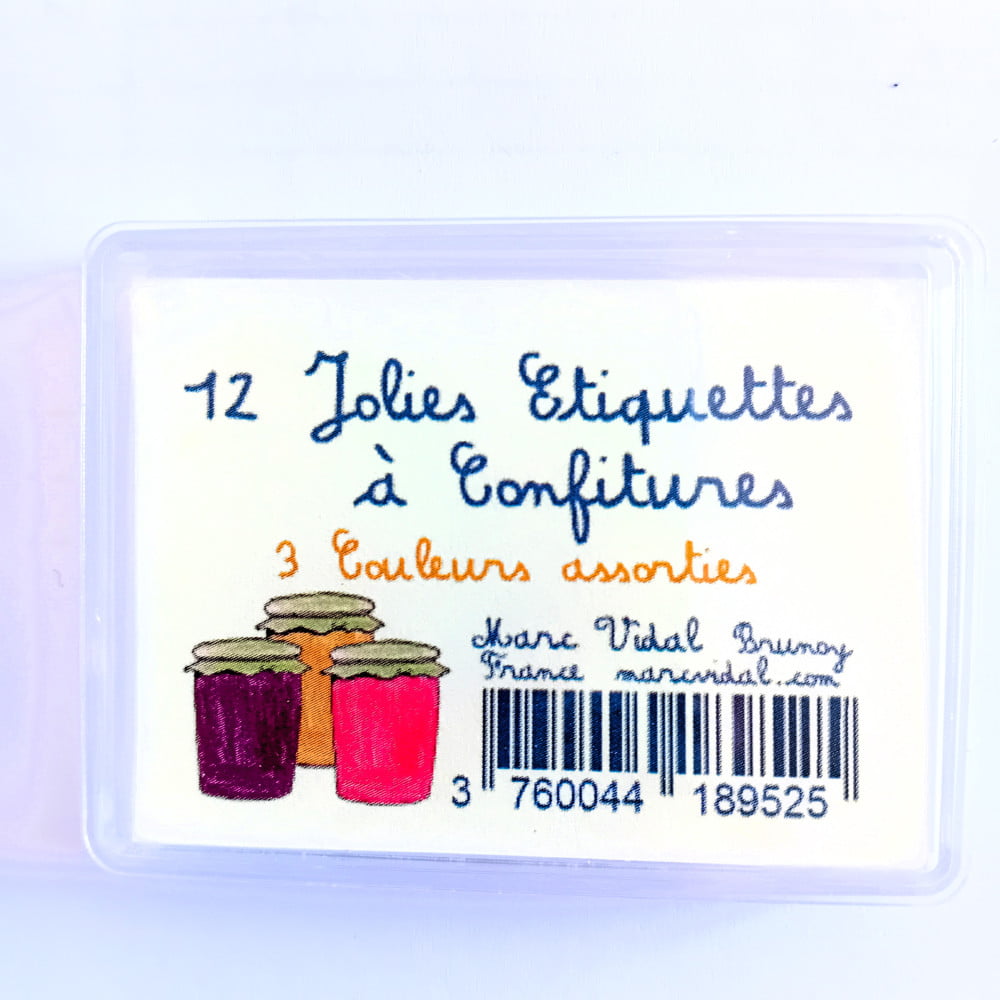 12 Jolies Etiquettes
à Confitures
3 Couleurs assorties
Marc Vidal Brunoy
France marcvidal.com
3 760044 189525